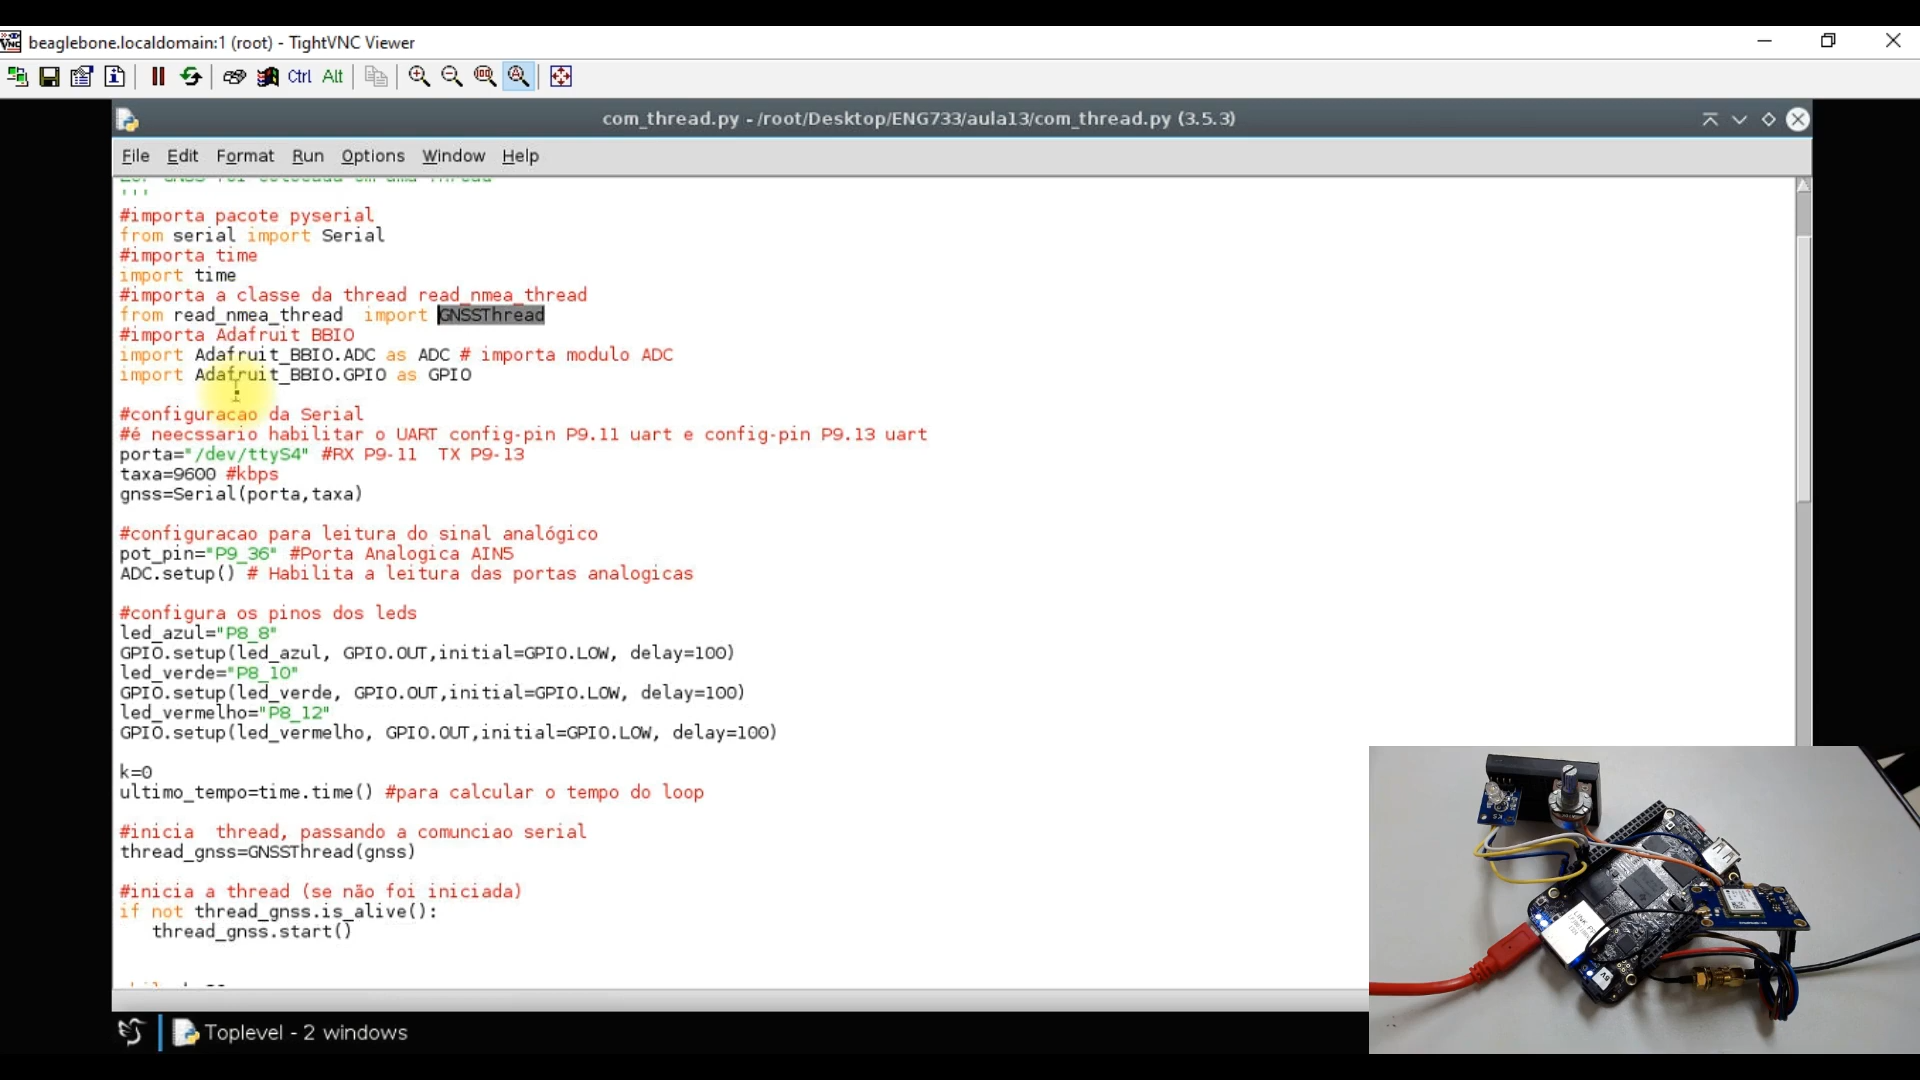 beaglebone.localdomain:1 (root) - TightVNC Viewer
Ctrl Alt
com_thread.py - /root/Desktop/ENG733/aula13/com_thread.py (3.5.3)
File Edit Format Run Options Window Help
'''
#importa pacote pyserial
from serial import Serial
#importa time
import time
#importa a classe da thread read_nmea_thread
from read_nmea_thread  import GNSSThread
#importa Adafruit BBIO
import Adafruit_BBIO.ADC as ADC # importa modulo ADC
import Adafruit_BBIO.GPIO as GPIO
#configuracao da Serial
#é neecssario habilitar o UART config-pin P9.11 uart e config-pin P9.13 uart
porta="/dev/ttyS4" #RX P9-11  TX P9-13
taxa=9600 #kbps
gnss=Serial(porta,taxa)
#configuracao para leitura do sinal analógico
pot_pin="P9_36" #Porta Analogica AIN5
ADC.setup() # Habilita a leitura das portas analogicas
#configura os pinos dos leds
led_azul="P8_8"
GPIO.setup(led_azul, GPIO.OUT,initial=GPIO.LOW, delay=100)
led_verde="P8_10"
GPIO.setup(led_verde, GPIO.OUT,initial=GPIO.LOW, delay=100)
led_vermelho="P8_12"
GPIO.setup(led_vermelho, GPIO.OUT,initial=GPIO.LOW, delay=100)
k=0
ultimo_tempo=time.time() #para calcular o tempo do loop
#inicia  thread, passando a comunciao serial
thread_gnss=GNSSThread(gnss)
#inicia a thread (se não foi iniciada)
if not thread_gnss.is_alive():
   thread_gnss.start()
Toplevel - 2 windows